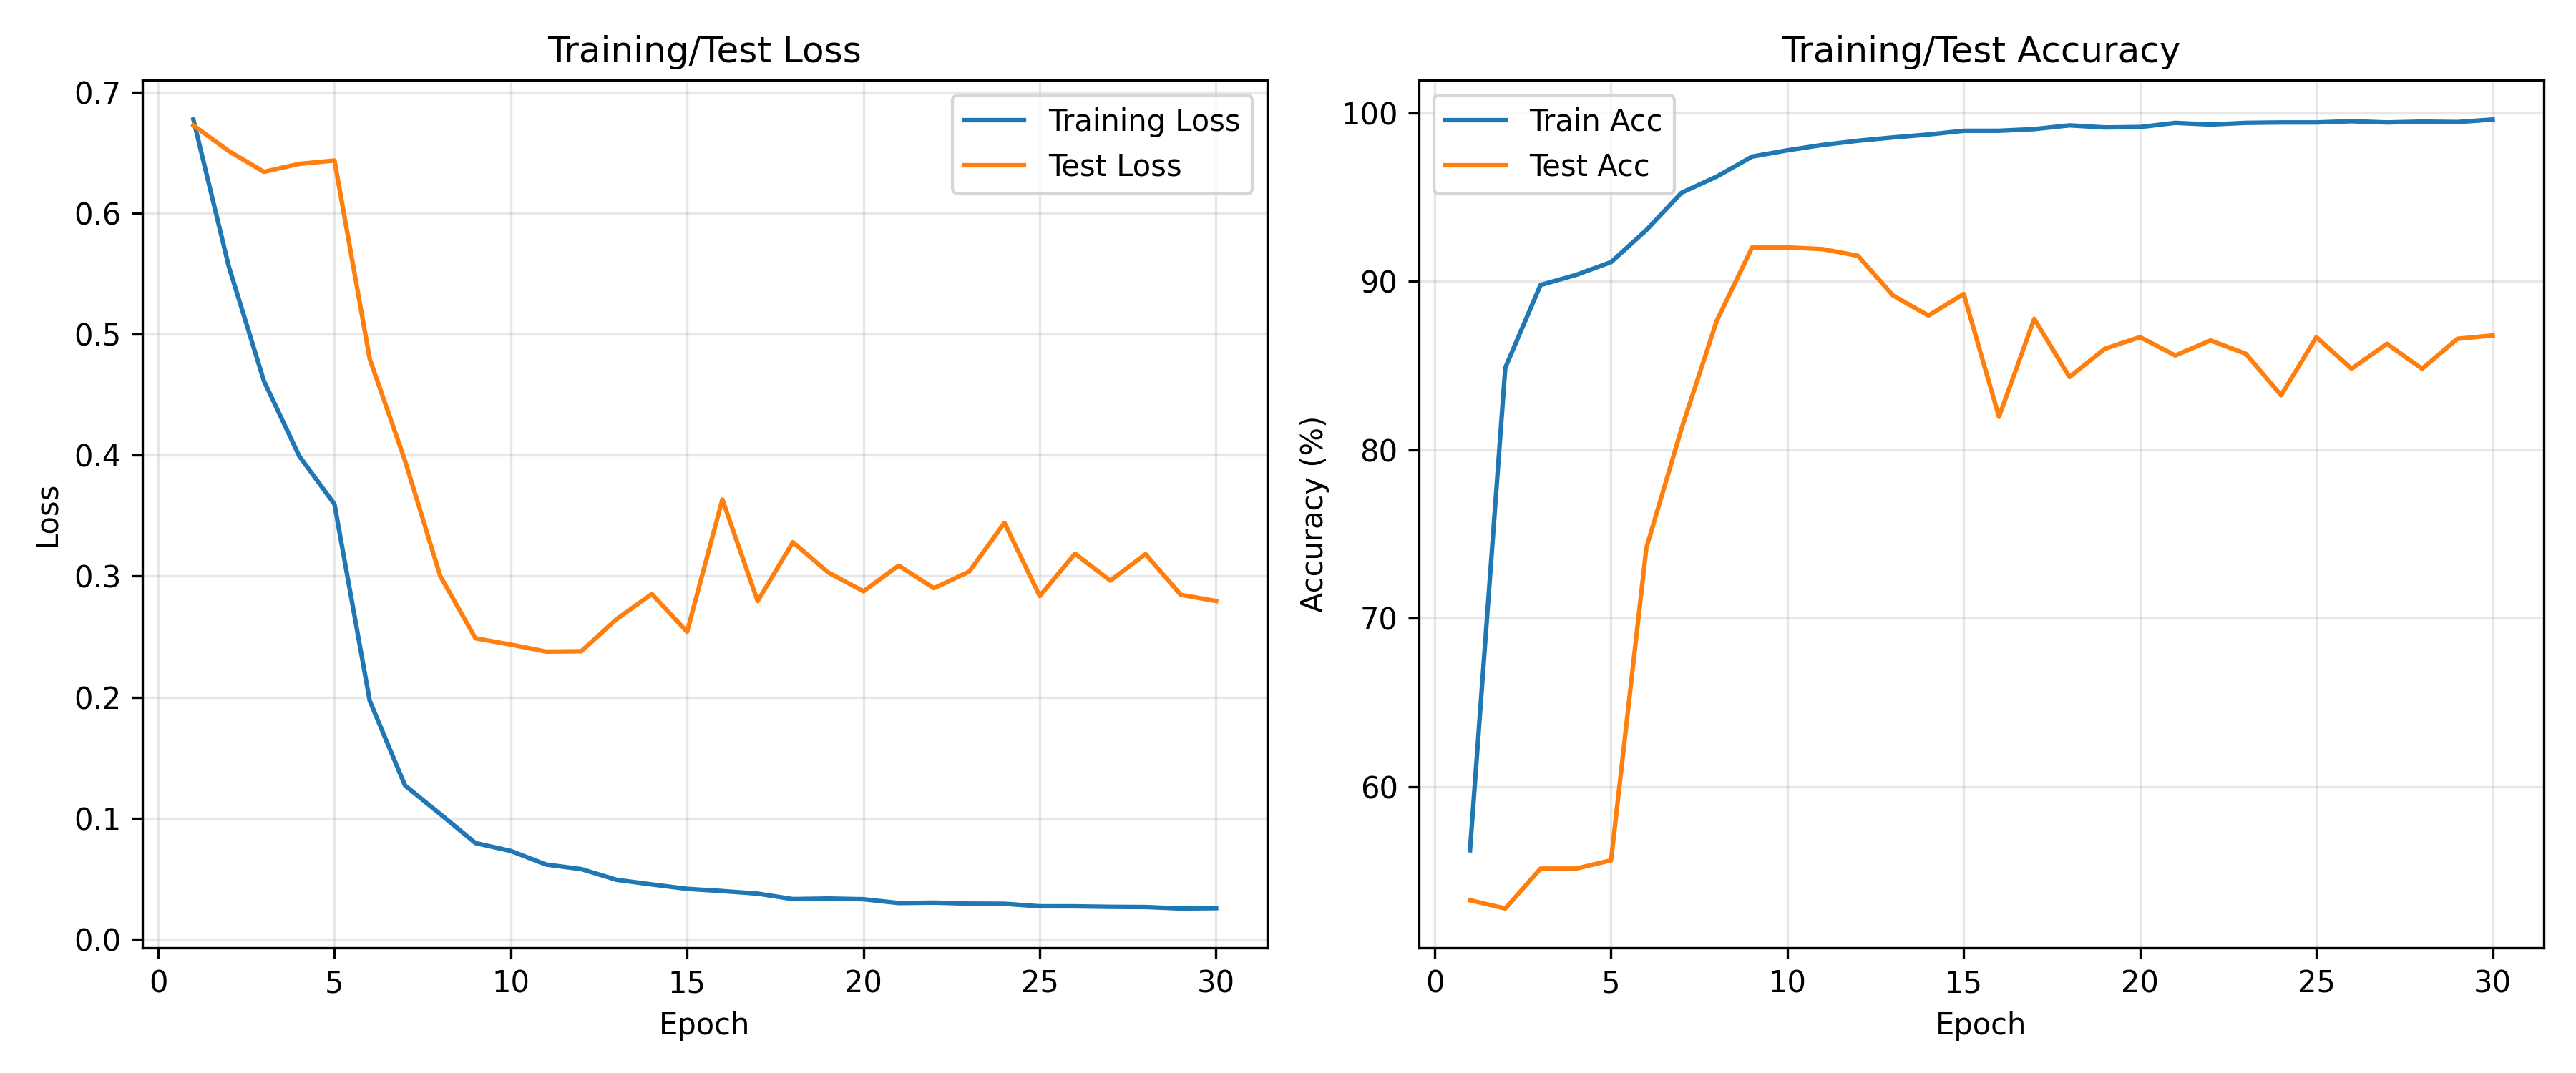 Training/Test Loss
0.7
0.6
0.5
0.4
0.3
0.2
0.1
0.0
Loss
0 5 10 15 20 25 30
Epoch
Training Loss
Test Loss
Training/Test Accuracy
100
90
80
70
60
Accuracy (%)
0 5 10 15 20 25 30
Epoch
Train Acc
Test Acc